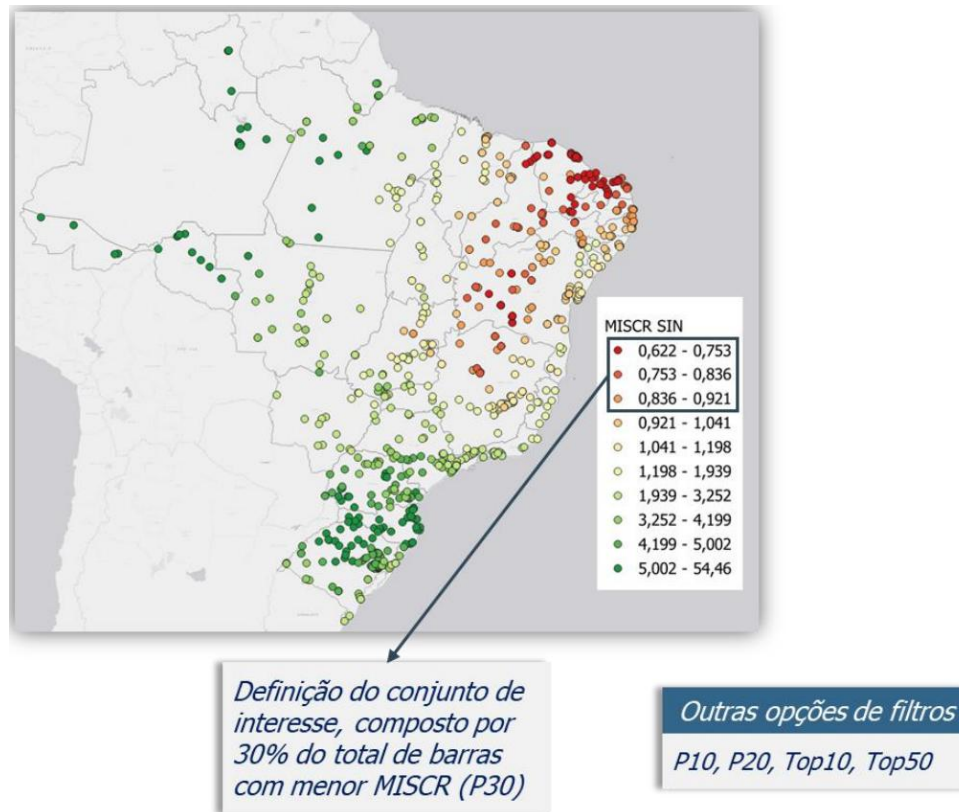 MISCR SIN
0,622 - 0,753
0,753 - 0,836
0,836 - 0,921
0,921 - 1,041
1,041 - 1,198
1,198 - 1,939
1,939 - 3,252
3,252 - 4,199
4,199 - 5,002
5,002 - 54,46
Definição do conjunto de
interesse, composto por
30% do total de barras
com menor MISCR (P30)
Outras opções de filtros
P10, P20, Top10, Top50